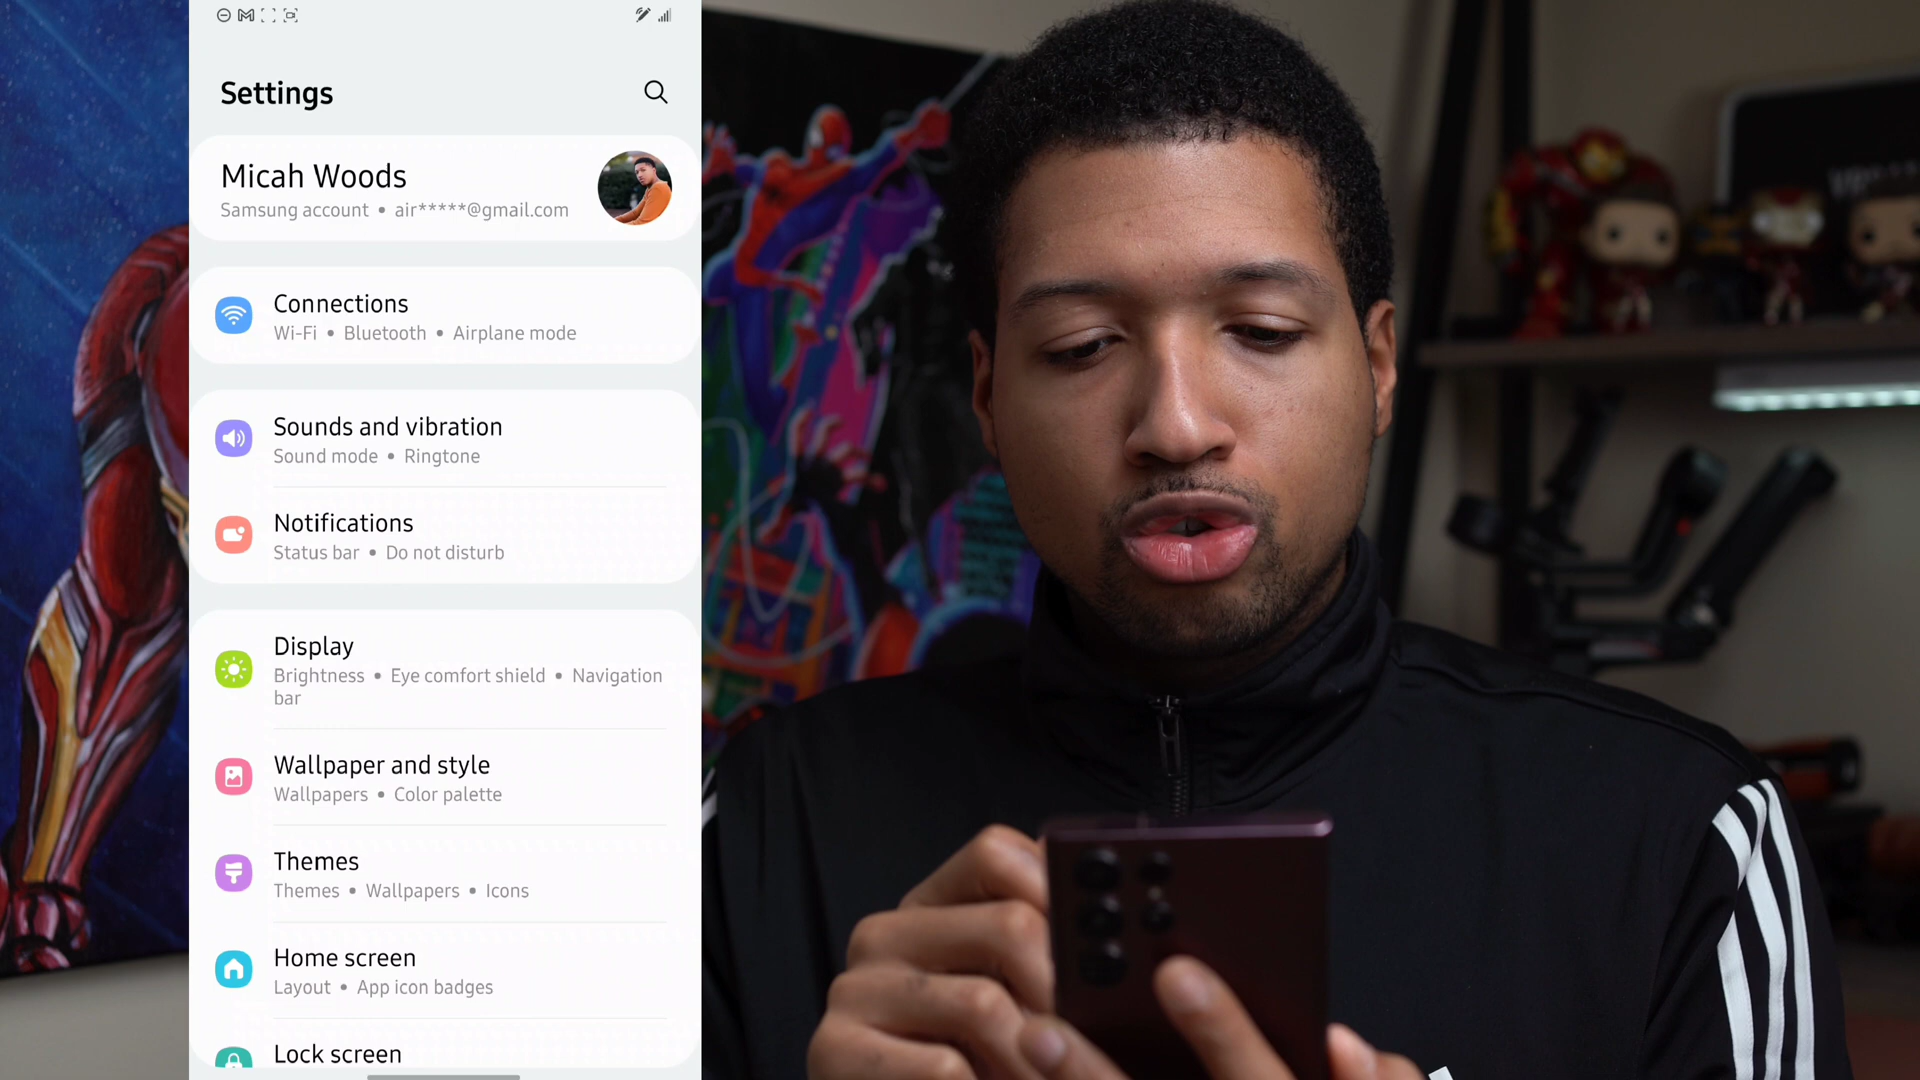 Settings
Micah Woods
Samsung account • air*****@gmail.com
Connections
Wi-Fi • Bluetooth • Airplane mode
Sounds and vibration
Sound mode • Ringtone
Notifications
Status bar • Do not disturb
Display
Brightness • Eye comfort shield • Navigation
bar
Wallpaper and style
Wallpapers • Color palette
Themes
Themes • Wallpapers • Icons
Home screen
Layout • App icon badges
Lock screen